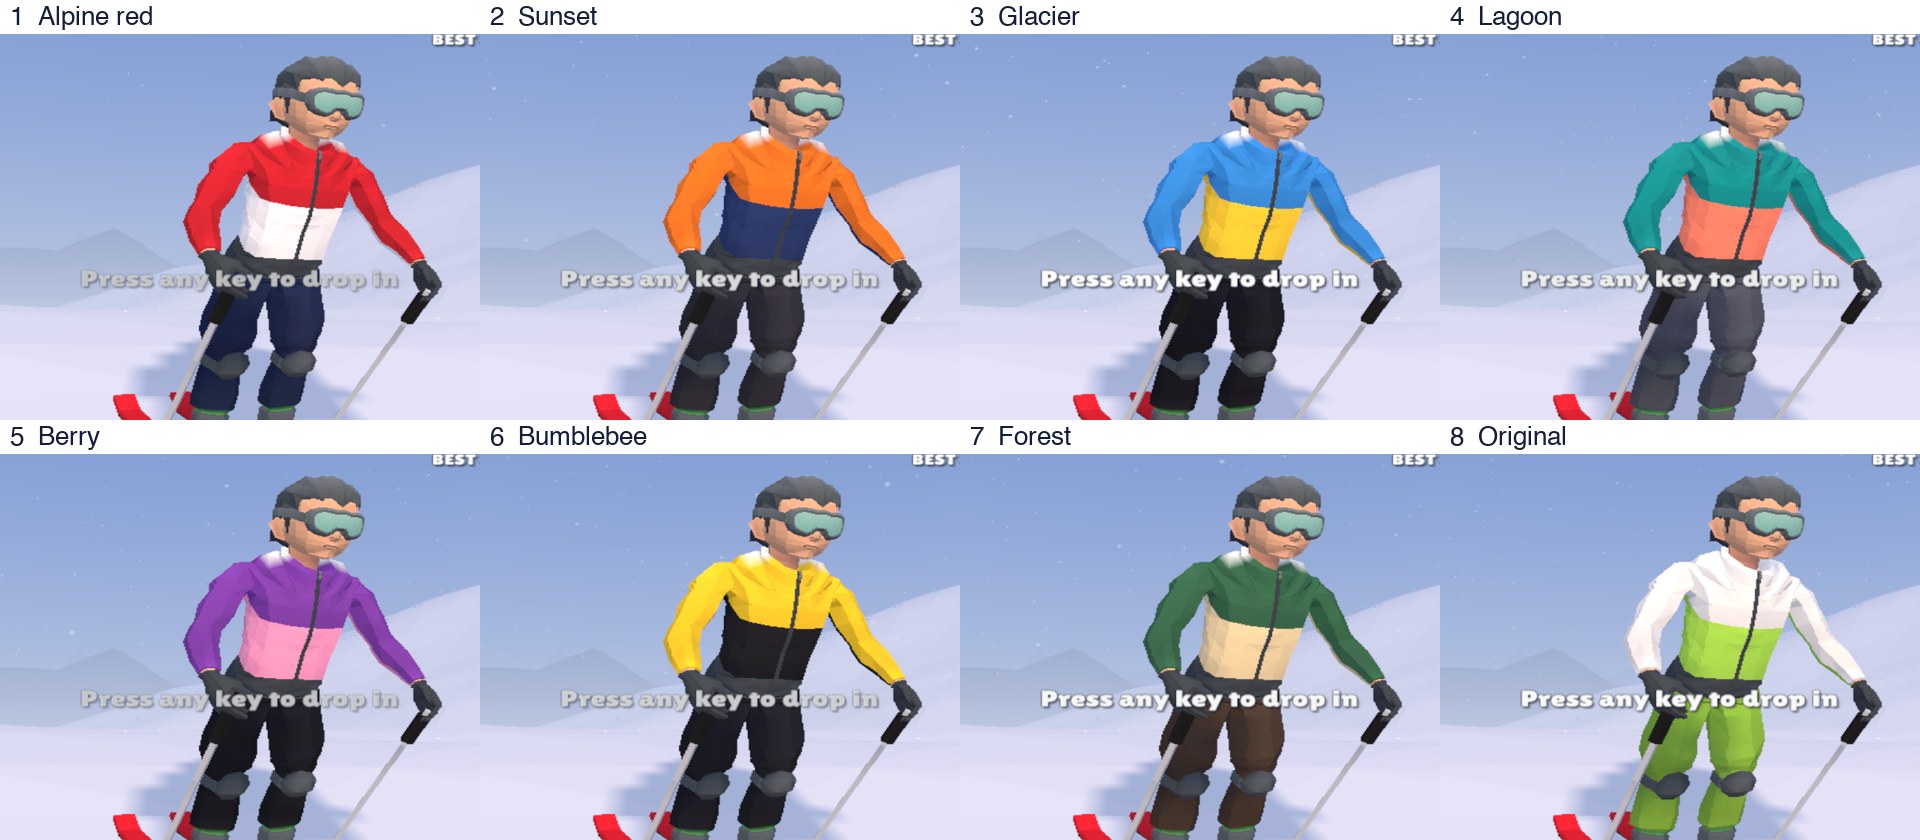 1 Alpine red
2 Sunset
3 Glacier
4 Lagoon
BEST
BEST
BEST
BEST
Press any key to drop in
Press any key to drop in
Press any key to drop in
Press any key to drop in
5 Berry
6 Bumblebee
7 Forest
8 Original
BEST
BEST
BEST
BEST
Press any key to drop in
Press any key to drop in
Press any key to drop in
Press any key to drop in